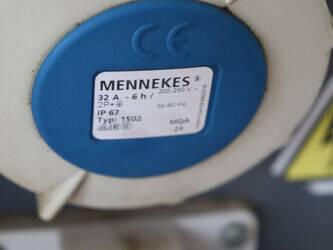 CE
MENNEKES ®
32 A - 6 h / 200-250 V ~
2P+⏚ 50-60 Hz
IP 67 MQA
Typ: 1502 24